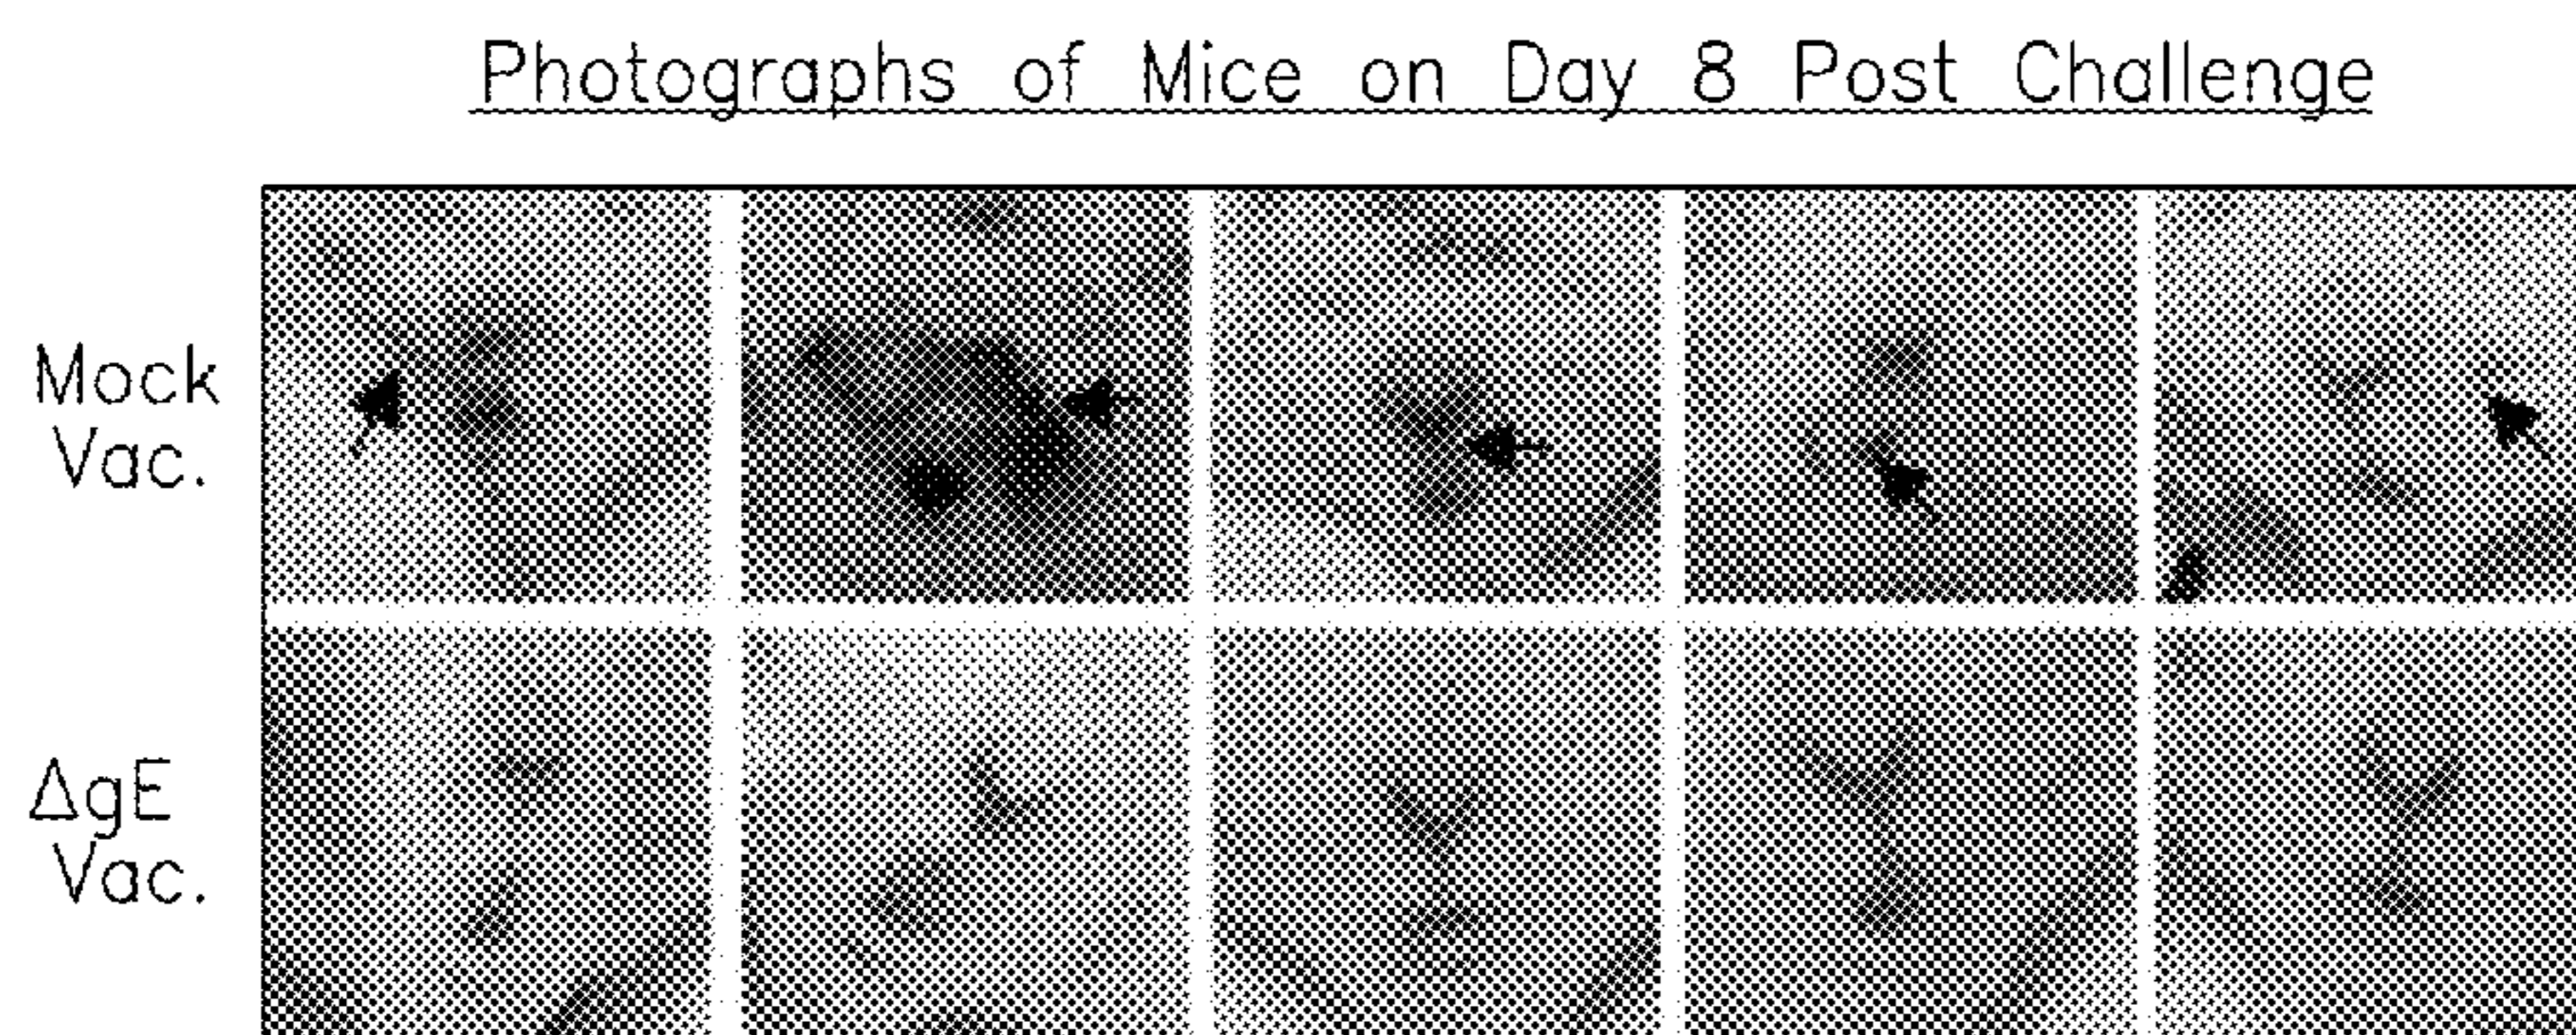 Photographs of Mice on Day 8 Post Challenge
Mock
Vac.
ΔgE
Vac.